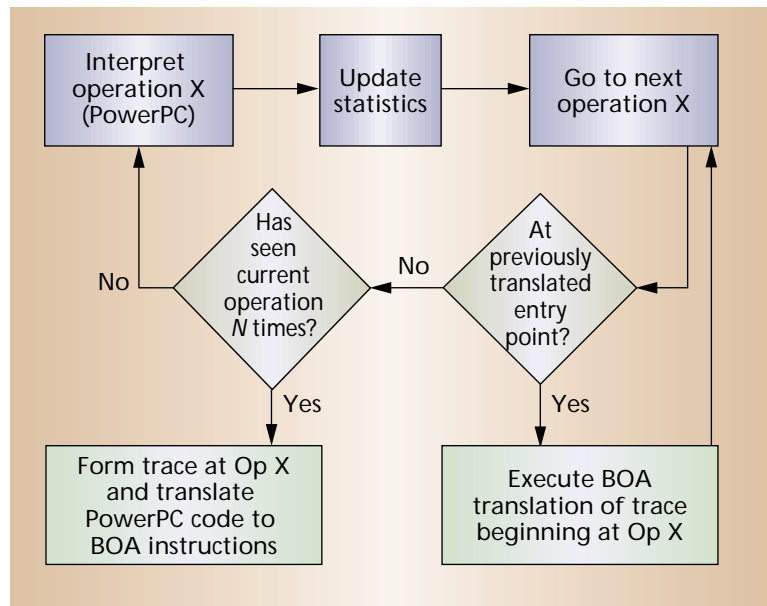 Interpret
operation X
(PowerPC)
Update
statistics
Go to next
operation X
Has
seen
current
operation
N times?
At
previously
translated
entry
point?
No
No
Yes
Yes
Form trace at Op X
and translate
PowerPC code to
BOA instructions
Execute BOA
translation of trace
beginning at Op X